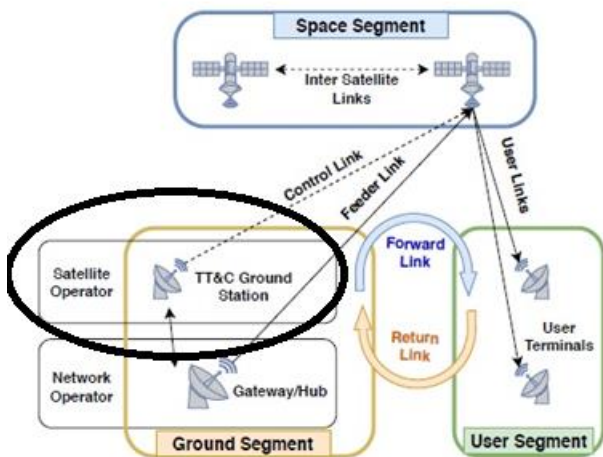 Space Segment
Inter Satellite
Links
Control Link
Feeder Link
User Links
Satellite
Operator
TT&C Ground
Station
Forward
Link
Return
Link
User
Terminals
Network
Operator
Gateway/Hub
Ground Segment
User Segment